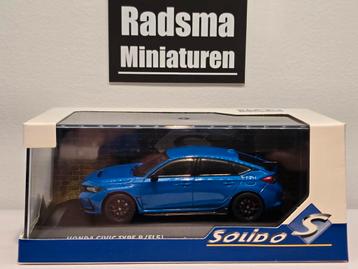 Radsma
Miniaturen
HONDA CIVIC TYPE R (FL5)
SOLIDO S